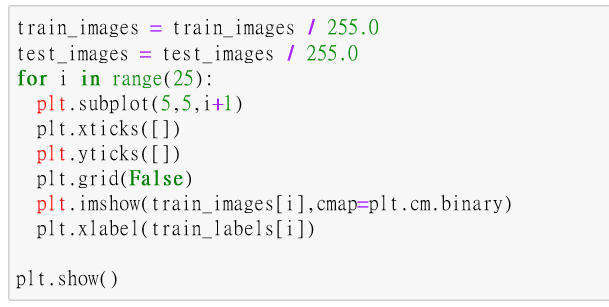 train_images = train_images / 255.0
test_images = test_images / 255.0
for i in range(25):
  plt.subplot(5,5,i+1)
  plt.xticks([])
  plt.yticks([])
  plt.grid(False)
  plt.imshow(train_images[i],cmap=plt.cm.binary)
  plt.xlabel(train_labels[i])

plt.show()